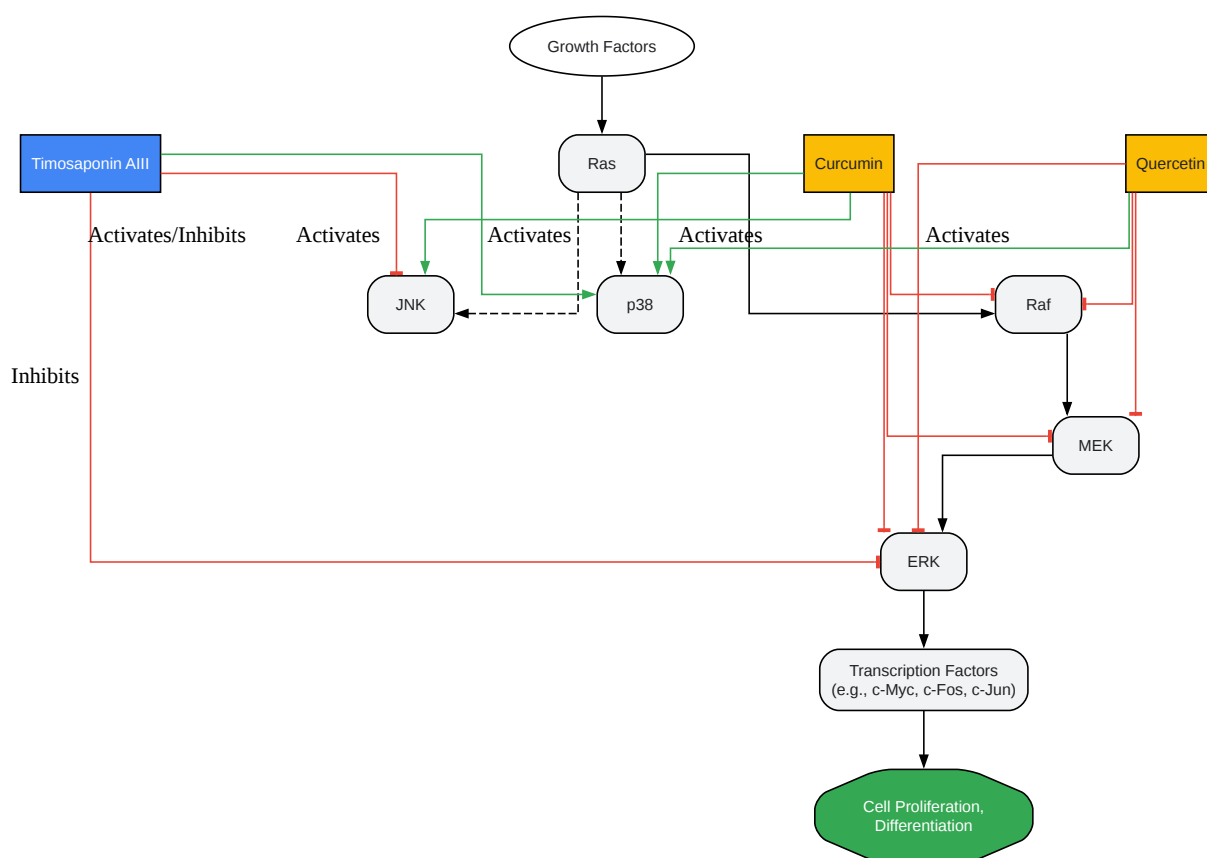 Growth Factors
Timosaponin AIII
Ras
Curcumin
Quercetin
Activates/Inhibits
Activates
Activates
Activates
Activates
JNK
p38
Raf
Inhibits
MEK
ERK
Transcription Factors
(e.g., c-Myc, c-Fos, c-Jun)
Cell Proliferation,
Differentiation